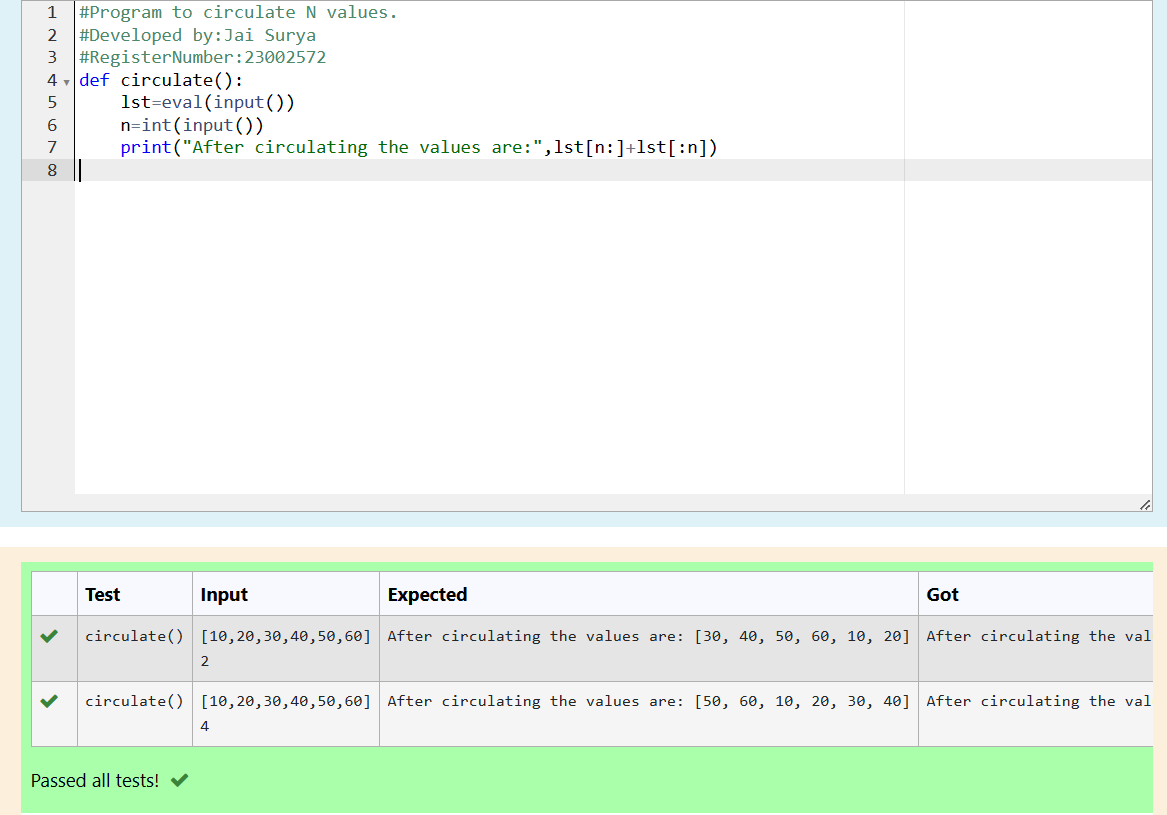 1 #Program to circulate N values.
2 #Developed by:Jai Surya
3 #RegisterNumber:23002572
4 def circulate():
5     lst=eval(input())
6     n=int(input())
7     print("After circulating the values are:",lst[n:]+lst[:n])
8
Test Input Expected Got
circulate() [10,20,30,40,50,60] After circulating the values are: [30, 40, 50, 60, 10, 20] After circulating the val
2
circulate() [10,20,30,40,50,60] After circulating the values are: [50, 60, 10, 20, 30, 40] After circulating the val
4
Passed all tests!